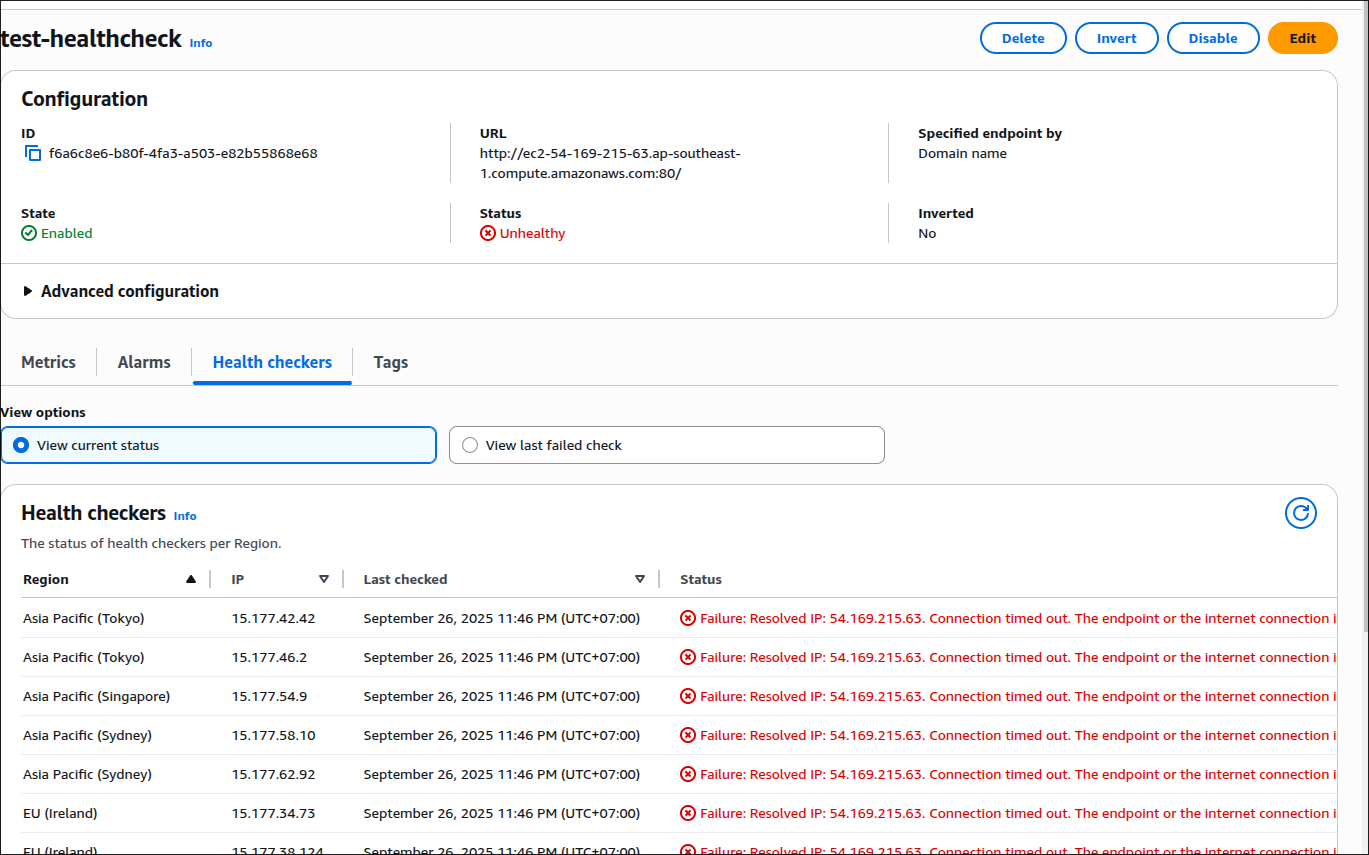 test-healthcheck Info
Delete Invert Disable Edit
Configuration
ID
f6a6c8e6-b80f-4fa3-a503-e82b55868e68
URL
http://ec2-54-169-215-63.ap-southeast-
1.compute.amazonaws.com:80/
Specified endpoint by
Domain name
State
Enabled
Status
Unhealthy
Inverted
No
Advanced configuration
Metrics Alarms Health checkers Tags
View options
View current status View last failed check
Health checkers Info
The status of health checkers per Region.
Region IP Last checked Status
Asia Pacific (Tokyo) 15.177.42.42 September 26, 2025 11:46 PM (UTC+07:00) Failure: Resolved IP: 54.169.215.63. Connection timed out. The endpoint or the internet connection i
Asia Pacific (Tokyo) 15.177.46.2 September 26, 2025 11:46 PM (UTC+07:00) Failure: Resolved IP: 54.169.215.63. Connection timed out. The endpoint or the internet connection i
Asia Pacific (Singapore) 15.177.54.9 September 26, 2025 11:46 PM (UTC+07:00) Failure: Resolved IP: 54.169.215.63. Connection timed out. The endpoint or the internet connection i
Asia Pacific (Sydney) 15.177.58.10 September 26, 2025 11:46 PM (UTC+07:00) Failure: Resolved IP: 54.169.215.63. Connection timed out. The endpoint or the internet connection i
Asia Pacific (Sydney) 15.177.62.92 September 26, 2025 11:46 PM (UTC+07:00) Failure: Resolved IP: 54.169.215.63. Connection timed out. The endpoint or the internet connection i
EU (Ireland) 15.177.34.73 September 26, 2025 11:46 PM (UTC+07:00) Failure: Resolved IP: 54.169.215.63. Connection timed out. The endpoint or the internet connection i
EU (Ireland) 15.177.38.124 September 26, 2025 11:46 PM (UTC+07:00) Failure: Resolved IP: 54.169.215.63. Connection timed out. The endpoint or the internet connection i